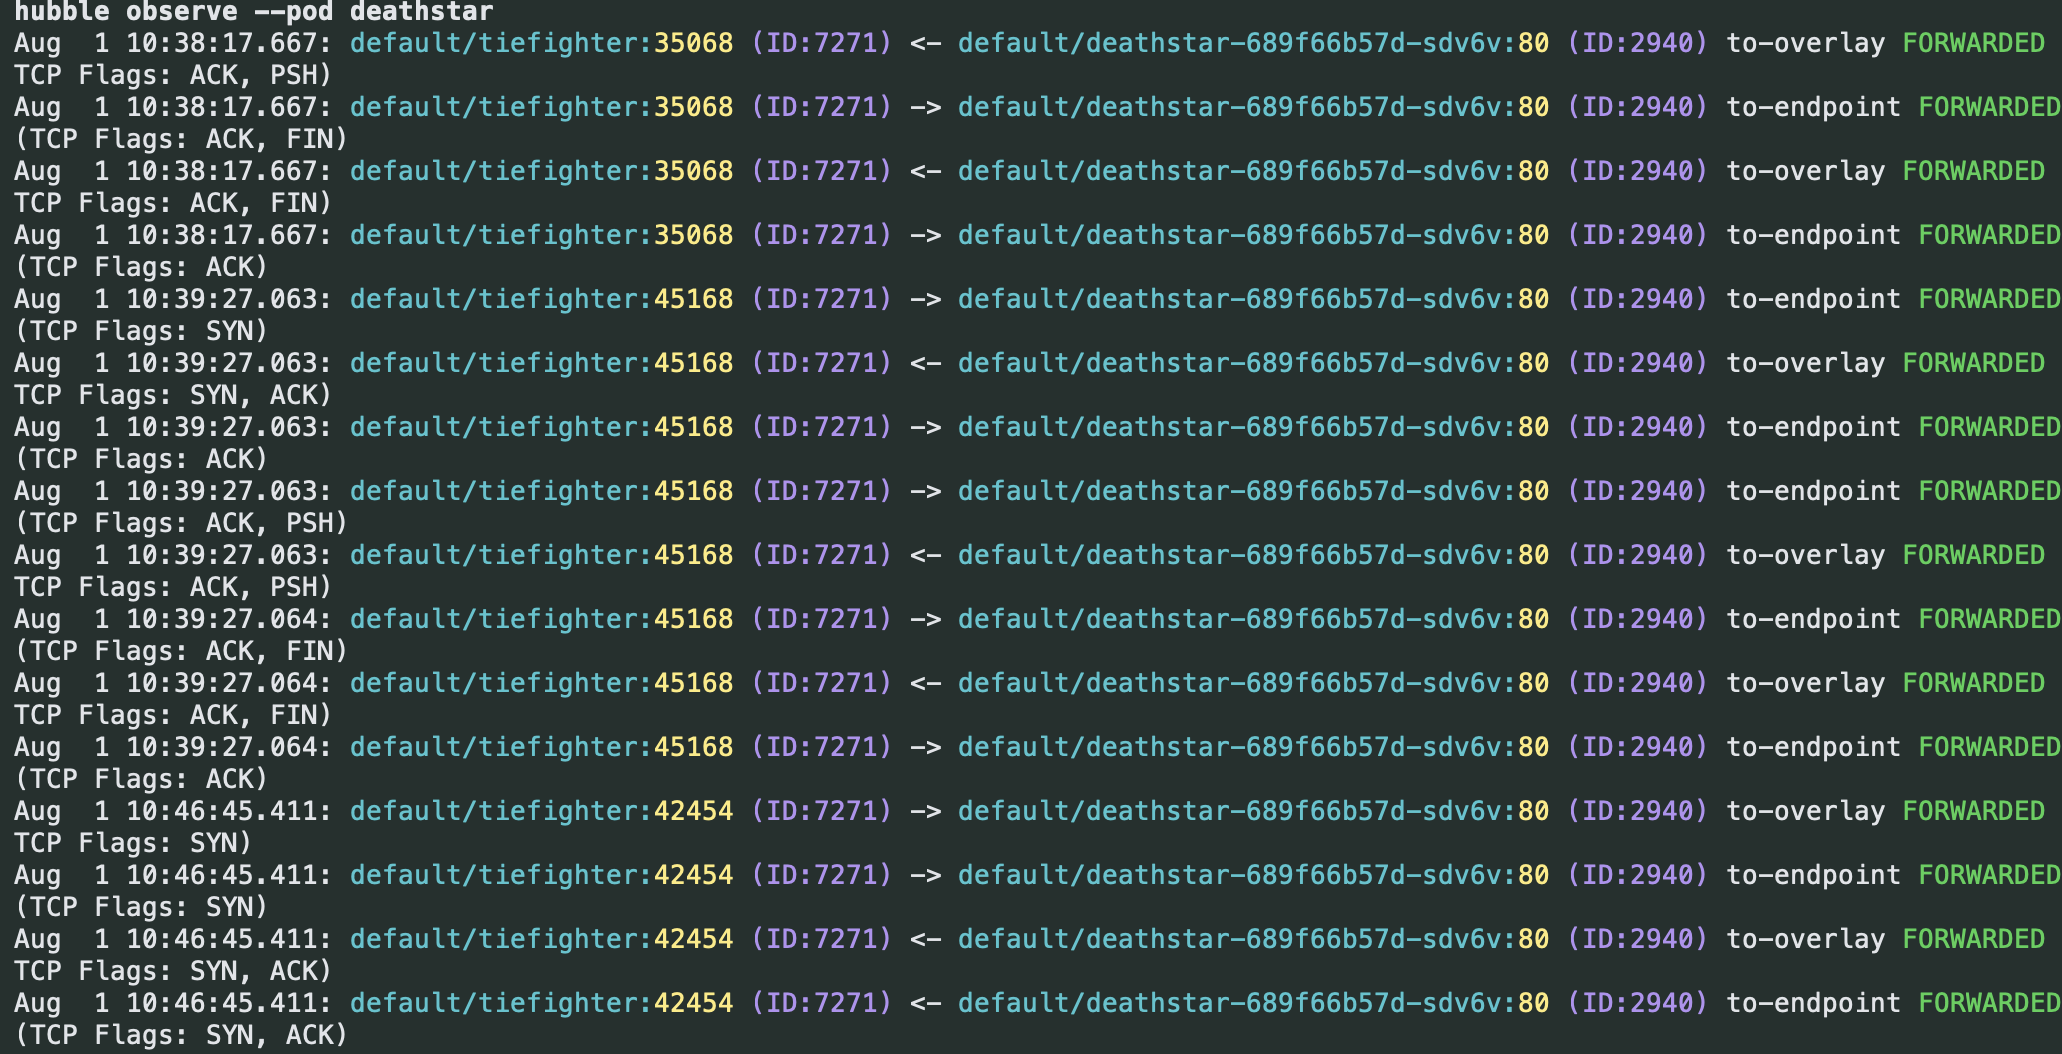 hubble observe --pod deathstar
Aug  1 10:38:17.667: default/tiefighter:35068 (ID:7271) <- default/deathstar-689f66b57d-sdv6v:80 (ID:2940) to-overlay FORWARDED
TCP Flags: ACK, PSH)
Aug  1 10:38:17.667: default/tiefighter:35068 (ID:7271) -> default/deathstar-689f66b57d-sdv6v:80 (ID:2940) to-endpoint FORWARDED
(TCP Flags: ACK, FIN)
Aug  1 10:38:17.667: default/tiefighter:35068 (ID:7271) <- default/deathstar-689f66b57d-sdv6v:80 (ID:2940) to-overlay FORWARDED
TCP Flags: ACK, FIN)
Aug  1 10:38:17.667: default/tiefighter:35068 (ID:7271) -> default/deathstar-689f66b57d-sdv6v:80 (ID:2940) to-endpoint FORWARDED
(TCP Flags: ACK)
Aug  1 10:39:27.063: default/tiefighter:45168 (ID:7271) -> default/deathstar-689f66b57d-sdv6v:80 (ID:2940) to-endpoint FORWARDED
(TCP Flags: SYN)
Aug  1 10:39:27.063: default/tiefighter:45168 (ID:7271) <- default/deathstar-689f66b57d-sdv6v:80 (ID:2940) to-overlay FORWARDED
TCP Flags: SYN, ACK)
Aug  1 10:39:27.063: default/tiefighter:45168 (ID:7271) -> default/deathstar-689f66b57d-sdv6v:80 (ID:2940) to-endpoint FORWARDED
(TCP Flags: ACK)
Aug  1 10:39:27.063: default/tiefighter:45168 (ID:7271) -> default/deathstar-689f66b57d-sdv6v:80 (ID:2940) to-endpoint FORWARDED
(TCP Flags: ACK, PSH)
Aug  1 10:39:27.063: default/tiefighter:45168 (ID:7271) <- default/deathstar-689f66b57d-sdv6v:80 (ID:2940) to-overlay FORWARDED
TCP Flags: ACK, PSH)
Aug  1 10:39:27.064: default/tiefighter:45168 (ID:7271) -> default/deathstar-689f66b57d-sdv6v:80 (ID:2940) to-endpoint FORWARDED
(TCP Flags: ACK, FIN)
Aug  1 10:39:27.064: default/tiefighter:45168 (ID:7271) <- default/deathstar-689f66b57d-sdv6v:80 (ID:2940) to-overlay FORWARDED
TCP Flags: ACK, FIN)
Aug  1 10:39:27.064: default/tiefighter:45168 (ID:7271) -> default/deathstar-689f66b57d-sdv6v:80 (ID:2940) to-endpoint FORWARDED
(TCP Flags: ACK)
Aug  1 10:46:45.411: default/tiefighter:42454 (ID:7271) -> default/deathstar-689f66b57d-sdv6v:80 (ID:2940) to-overlay FORWARDED
TCP Flags: SYN)
Aug  1 10:46:45.411: default/tiefighter:42454 (ID:7271) -> default/deathstar-689f66b57d-sdv6v:80 (ID:2940) to-endpoint FORWARDED
(TCP Flags: SYN)
Aug  1 10:46:45.411: default/tiefighter:42454 (ID:7271) <- default/deathstar-689f66b57d-sdv6v:80 (ID:2940) to-overlay FORWARDED
TCP Flags: SYN, ACK)
Aug  1 10:46:45.411: default/tiefighter:42454 (ID:7271) <- default/deathstar-689f66b57d-sdv6v:80 (ID:2940) to-endpoint FORWARDED
(TCP Flags: SYN, ACK)